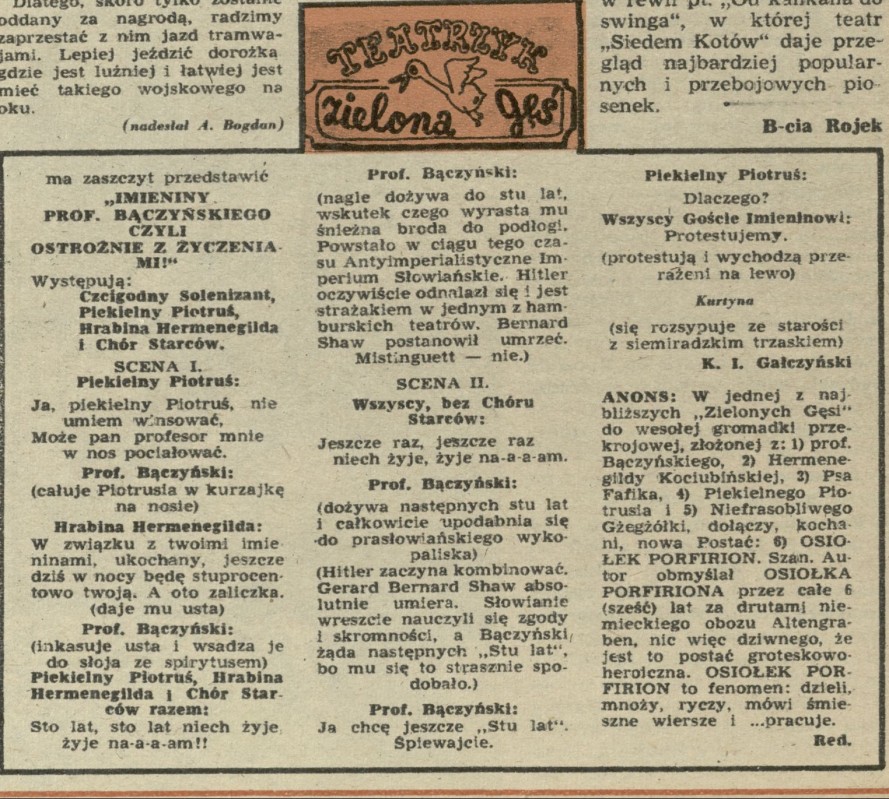 Dlatego, skoro tylko zostanie
oddany za nagrodą, radzimy
zaprzestać z nim jazd tramwa-
jami. Lepiej jeździć dorożką
gdzie jest luźniej i łatwiej jest
mieć takiego wojskowego na
oku.
(nadesłał A. Bogdan)
TEATRZYK
zielona gęś
w rewii pt. „Od kankana do
swinga“, w której teatr
„Siedem Kotów“ daje prze-
gląd najbardziej popular-
nych i przebojowych pio-
senek.
B-cia Rojek
ma zaszczyt przedstawić
„IMIENINY
PROF. BĄCZYŃSKIEGO
CZYLI
OSTROŻNIE Z ŻYCZENIA-
MI!“
Występują:
Czcigodny Solenizant,
Piekielny Piotruś,
Hrabina Hermenegilda
i Chór Starców.
SCENA I.
Piekielny Piotruś:
Ja, piekielny Piotruś, nie
umiem winsować,
Może pan profesor mnie
w nos pociałować.
Prof. Bączyński:
(całuje Piotrusia w kurzajkę
na nosie)
Hrabina Hermenegilda:
W związku z twoimi imie-
ninami, ukochany, jeszcze
dziś w nocy będę stuprocen-
towo twoją. A oto zaliczka.
(daje mu usta)
Prof. Bączyński:
(inkasuje usta i wsadza je
do słoja ze spirytusem)
Piekielny Piotruś, Hrabina
Hermenegilda i Chór Star-
ców razem:
Sto lat, sto lat niech żyje
żyje na-a-a-am!!
Prof. Bączyński:
(nagle dożywa do stu lat,
wskutek czego wyrasta mu
śnieżna broda do podłogi.
Powstało w ciągu tego cza-
su Antyimperialistyczne Im-
perium Słowiańskie. Hitler
oczywiście odnalazł się i jest
strażakiem w jednym z ham-
burskich teatrów. Bernard
Shaw postanowił umrzeć.
Mistinguett — nie.)
SCENA II.
Wszyscy, bez Chóru
Starców:
Jeszcze raz, jeszcze raz
niech żyje, żyje na-a-a-am.
Prof. Bączyński:
(dożywa następnych stu lat
i całkowicie upodabnia się
do prasłowiańskiego wyko-
paliska)
(Hitler zaczyna kombinować.
Gerard Bernard Shaw abso-
lutnie umiera. Słowianie
wreszcie nauczyli się zgody
i skromności, a Bączyński
żąda następnych „Stu lat“,
bo mu się to strasznie spo-
dobało.)
Prof. Bączyński:
Ja chcę jeszcze „Stu lat“.
Śpiewajcie.
Piekielny Piotruś:
Dlaczego?
Wszyscy Goście Imieninowi:
Protestujemy.
(protestują i wychodzą prze-
rażeni na lewo)
Kurtyna
(się rozsypuje ze starości
z siemiradzkim trzaskiem)
K. I. Gałczyński
ANONS: W jednej z naj-
bliższych „Zielonych Gęsi“
do wesołej gromadki prze-
krojowej, złożonej z: 1) prof.
Bączyńskiego, 2) Hermene-
gildy Kociubińskiej, 3) Psa
Fafika, 4) Piekielnego Pio-
trusia i 5) Niefrasobliwego
Gżegżółki, dołączy, kocha-
ni, nowa Postać: 6) OSIO-
ŁEK PORFIRION. Szan. Au-
tor obmyślał OSIOŁKA
PORFIRIONA przez całe 6
(sześć) lat za drutami nie-
mieckiego obozu Altengra-
ben, nic więc dziwnego, że
jest to postać groteskowo-
heroiczna. OSIOŁEK POR-
FIRION to fenomen: dzieli,
mnoży, ryczy, mówi śmie-
szne wiersze i ...pracuje.
Red.